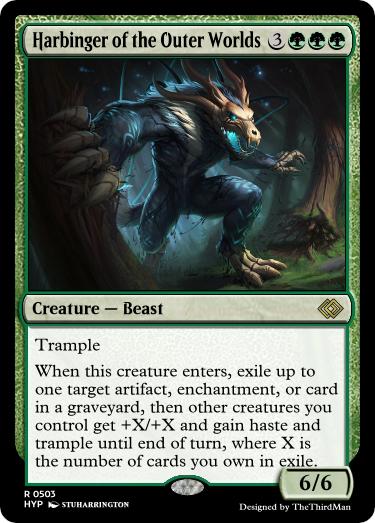 Harbinger of the Outer Worlds 3
Creature — Beast
Trample
When this creature enters, exile up to
one target artifact, enchantment, or card
in a graveyard, then other creatures you
control get +X/+X and gain haste and
trample until end of turn, where X is
the number of cards you own in exile.
6/6
R 0503
HYP STUHARRINGTON
Designed by TheThirdMan